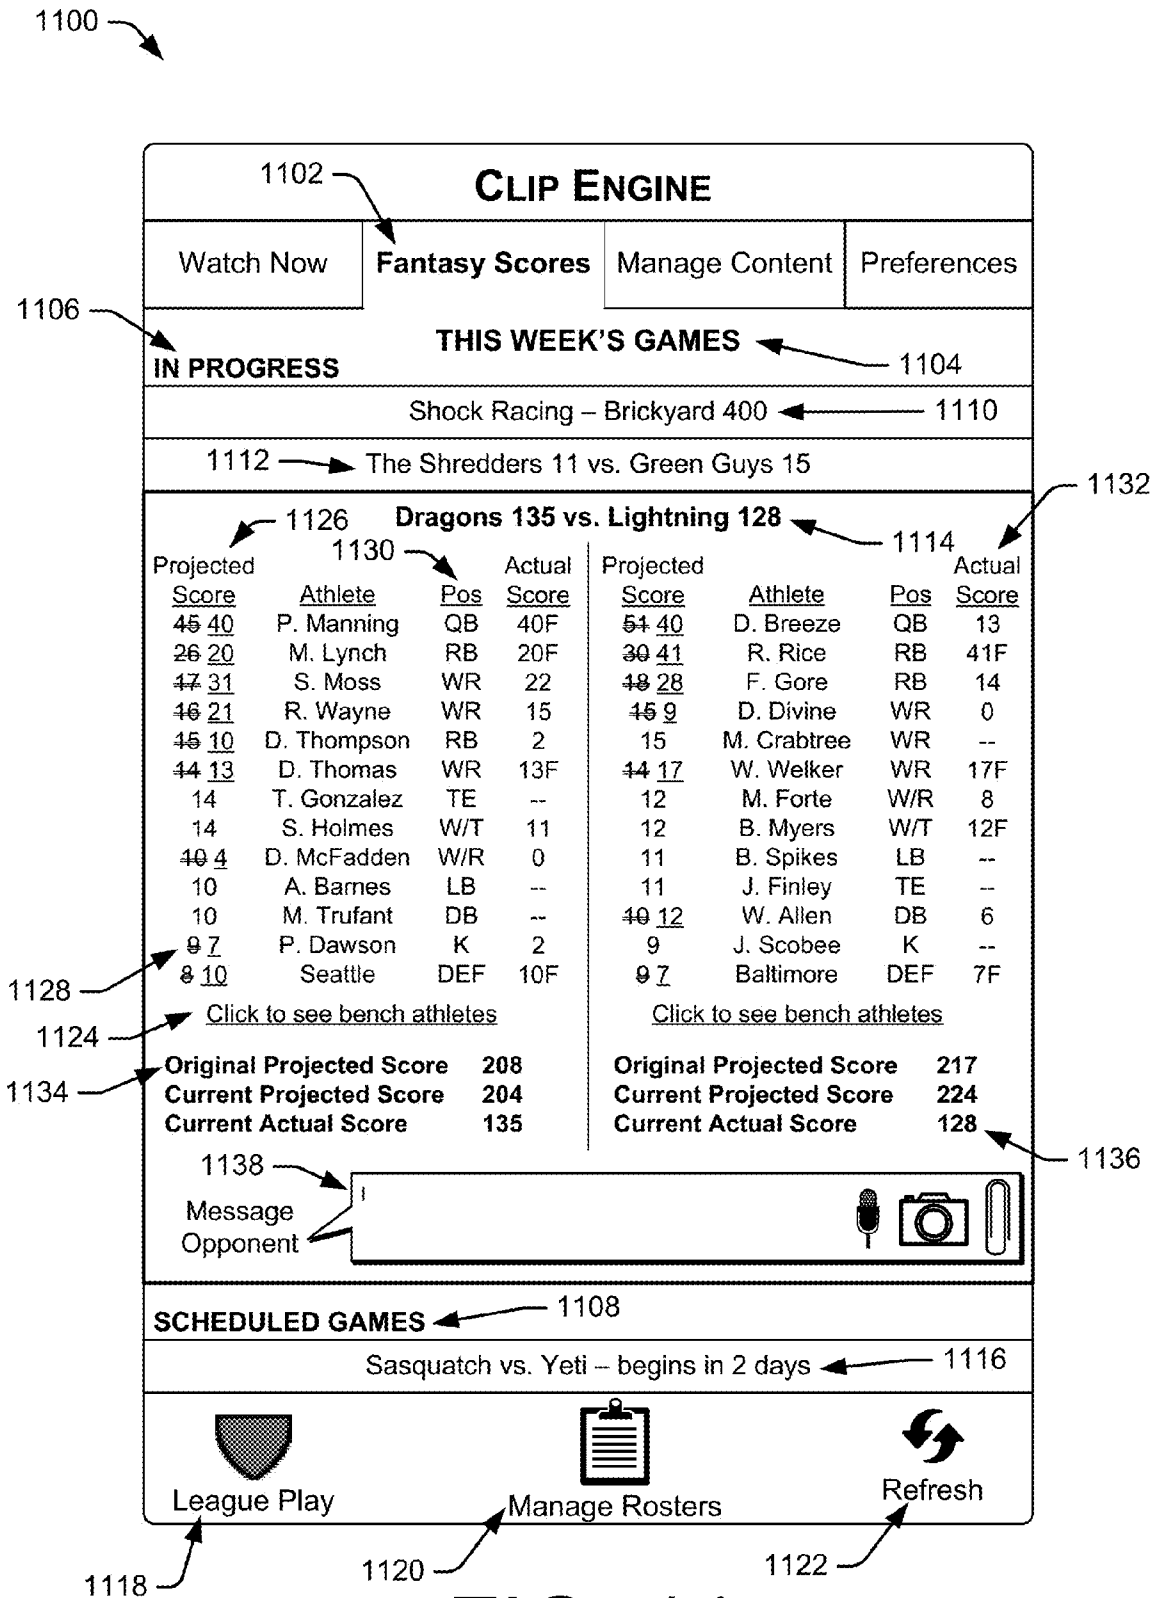 1100
1102
CLIP ENGINE
Watch Now Fantasy Scores Manage Content Preferences
1106
THIS WEEK'S GAMES
1104
IN PROGRESS
Shock Racing – Brickyard 400 1110
1112 The Shredders 11 vs. Green Guys 15
1132
1126 Dragons 135 vs. Lightning 128
1130 1114
Projected Actual Projected Actual
Score Athlete Pos Score Score Athlete Pos Score
45 40 P. Manning QB 40F 51 40 D. Breeze QB 13
26 20 M. Lynch RB 20F 30 41 R. Rice RB 41F
17 31 S. Moss WR 22 18 28 F. Gore RB 14
16 21 R. Wayne WR 15 15 9 D. Divine WR 0
15 10 D. Thompson RB 2 15 M. Crabtree WR --
14 13 D. Thomas WR 13F 14 17 W. Welker WR 17F
14 T. Gonzalez TE -- 12 M. Forte W/R 8
14 S. Holmes W/T 11 12 B. Myers W/T 12F
10 4 D. McFadden W/R 0 11 B. Spikes LB --
10 A. Barnes LB -- 11 J. Finley TE --
10 M. Trufant DB -- 10 12 W. Allen DB 6
9 7 P. Dawson K 2 9 J. Scobee K --
8 10 Seattle DEF 10F 9 7 Baltimore DEF 7F
1128
1124 Click to see bench athletes Click to see bench athletes
1134 Original Projected Score 208 Original Projected Score 217
Current Projected Score 204 Current Projected Score 224
Current Actual Score 135 Current Actual Score 128
1138 1136
Message
Opponent
SCHEDULED GAMES 1108
Sasquatch vs. Yeti – begins in 2 days 1116
League Play Manage Rosters Refresh
1118 1120 1122